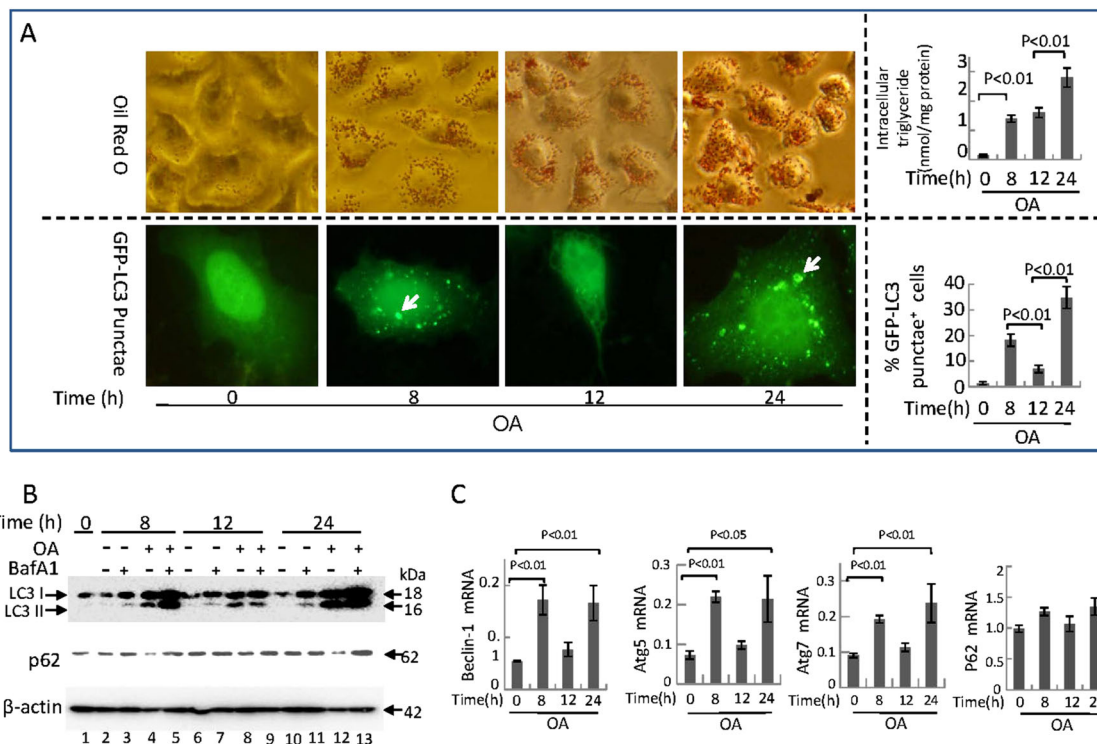 A
Oil Red O
GFP-LC3 Punctae
Time (h) 0 8 12 24
OA
Intracellular
triglyceride
(nmol/mg protein)
P<0.01
P<0.01
3
2
1
0
0 8 12 24
Time(h)
OA
% GFP-LC3
punctae+ cells
P<0.01
P<0.01
50
40
30
20
10
0
Time(h) 0 8 12 24
OA
B
Time (h) 0 8 12 24
OA - - + + - - + + - - + +
BafA1 - + - + - + - + - + - +
kDa
LC3 I 18
LC3 II 16
p62 62
β-actin 42
1 2 3 4 5 6 7 8 9 10 11 12 13
C
Beclin-1 mRNA
P<0.01
P<0.01
0.2
0.
1
0
Time(h) 0 8 12 24
OA
Atg5 mRNA
P<0.05
P<0.01
0.3
0.2
0.1
0
Time(h) 0 8 12 24
OA
Atg7 mRNA
P<0.01
P<0.01
0.3
0.2
0.1
0
Time(h) 0 8 12 24
OA
P62 mRNA
2.0
1.5
1.0
0.5
0
Time(h) 0 8 12 24
OA